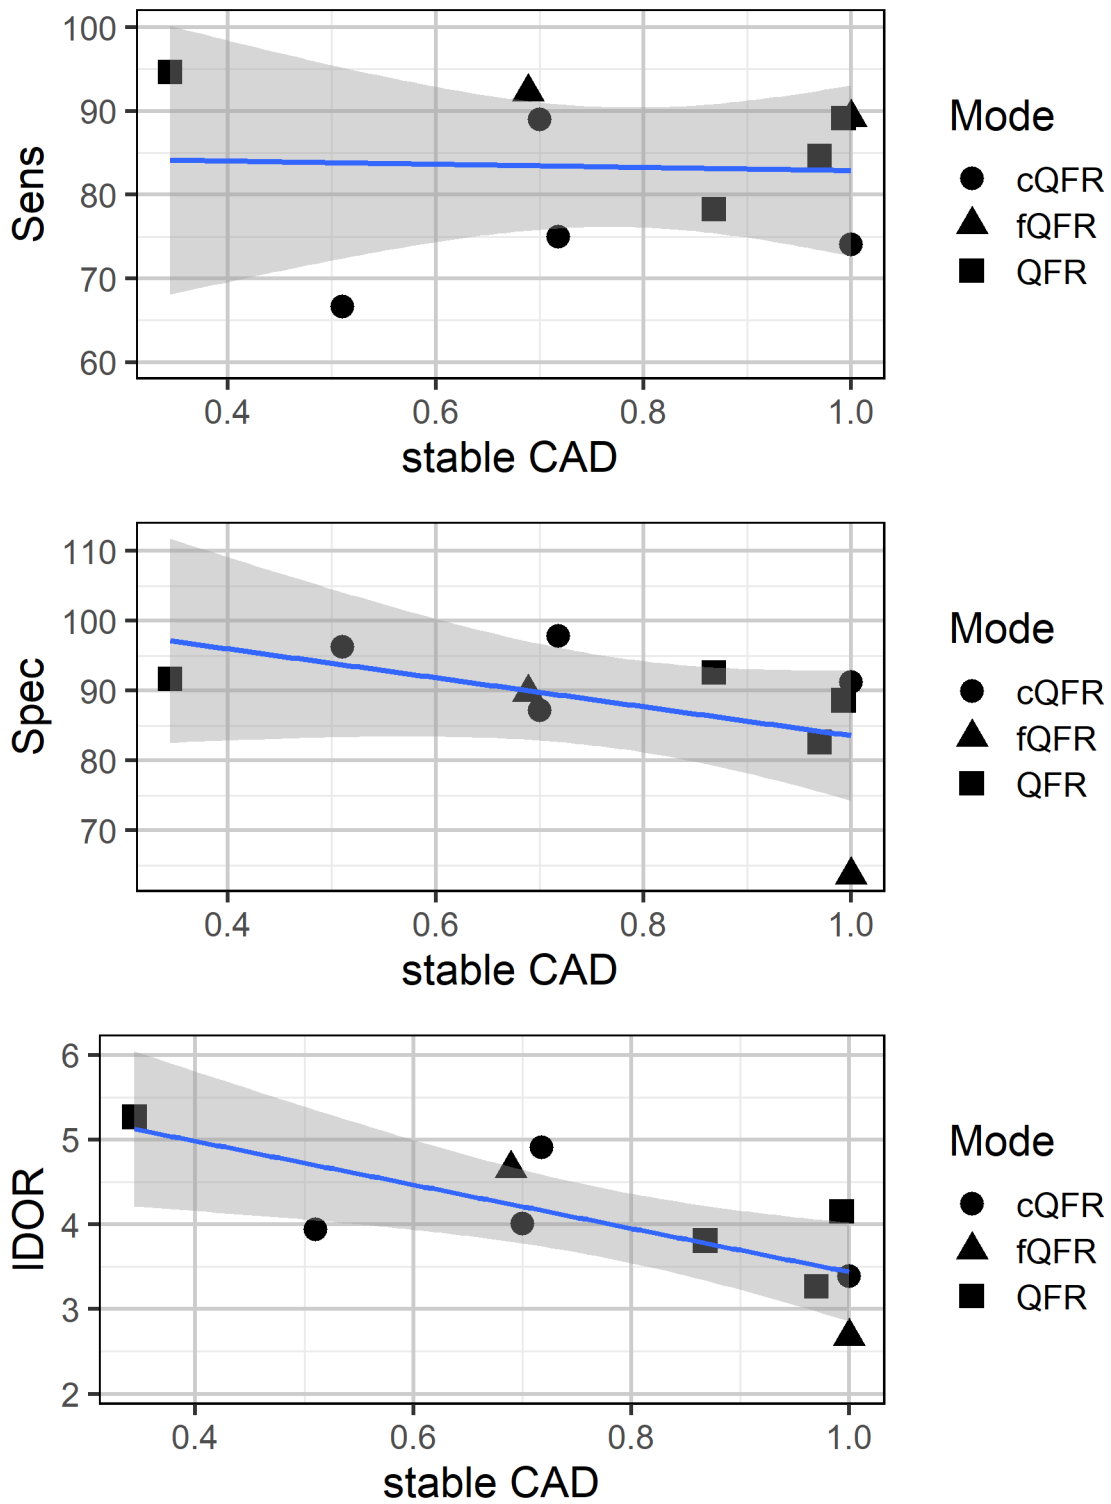 100
90
80
70
60
Sens
0.4 0.6 0.8 1.0
stable CAD
Mode
cQFR
fQFR
QFR
110
100
90
80
70
Spec
0.4 0.6 0.8 1.0
stable CAD
Mode
cQFR
fQFR
QFR
6
5
4
3
2
lDOR
0.4 0.6 0.8 1.0
stable CAD
Mode
cQFR
fQFR
QFR